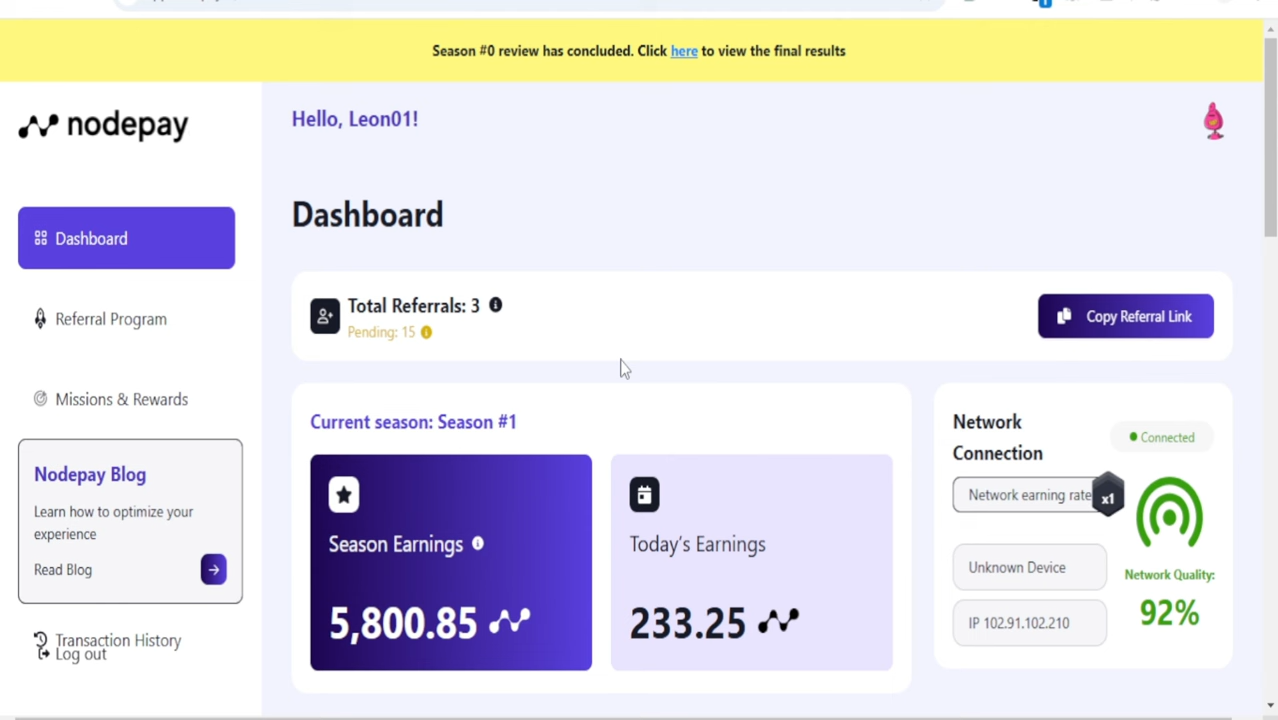 Season #0 review has concluded. Click here to view the final results
nodepay
Hello, Leon01!
Dashboard
Referral Program
Missions & Rewards
Nodepay Blog
Learn how to optimize your
experience
Read Blog
Transaction History
Log out
Dashboard
Total Referrals: 3
Pending: 15
Copy Referral Link
Current season: Season #1
Season Earnings
5,800.85
Today's Earnings
233.25
Network
Connection
Connected
Network earning rate
x1
Unknown Device
IP 102.91.102.210
Network Quality:
92%